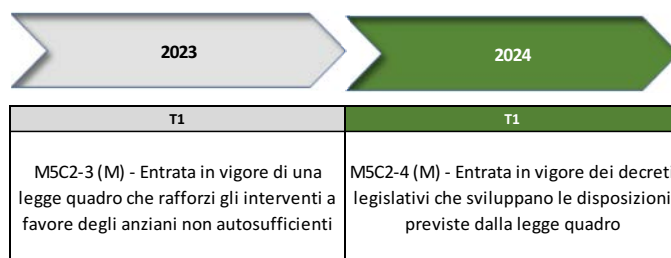 2023
2024
T1
T1
M5C2-3 (M) - Entrata in vigore di una
legge quadro che rafforzi gli interventi a
favore degli anziani non autosufficienti
M5C2-4 (M) - Entrata in vigore dei decreti
legislativi che sviluppano le disposizioni
previste dalla legge quadro